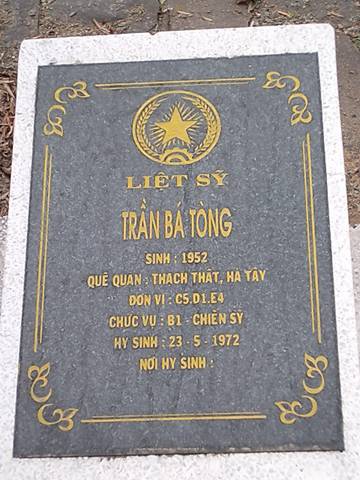 LIỆT SỸ
TRẦN BÁ TÒNG
SINH : 1952
QUÊ QUÁN : THẠCH THẤT, HÀ TÂY
ĐƠN VỊ : C5.D1.E4
CHỨC VỤ : B1 - CHIẾN SỸ
HY SINH : 23 - 5 - 1972
NƠI HY SINH :